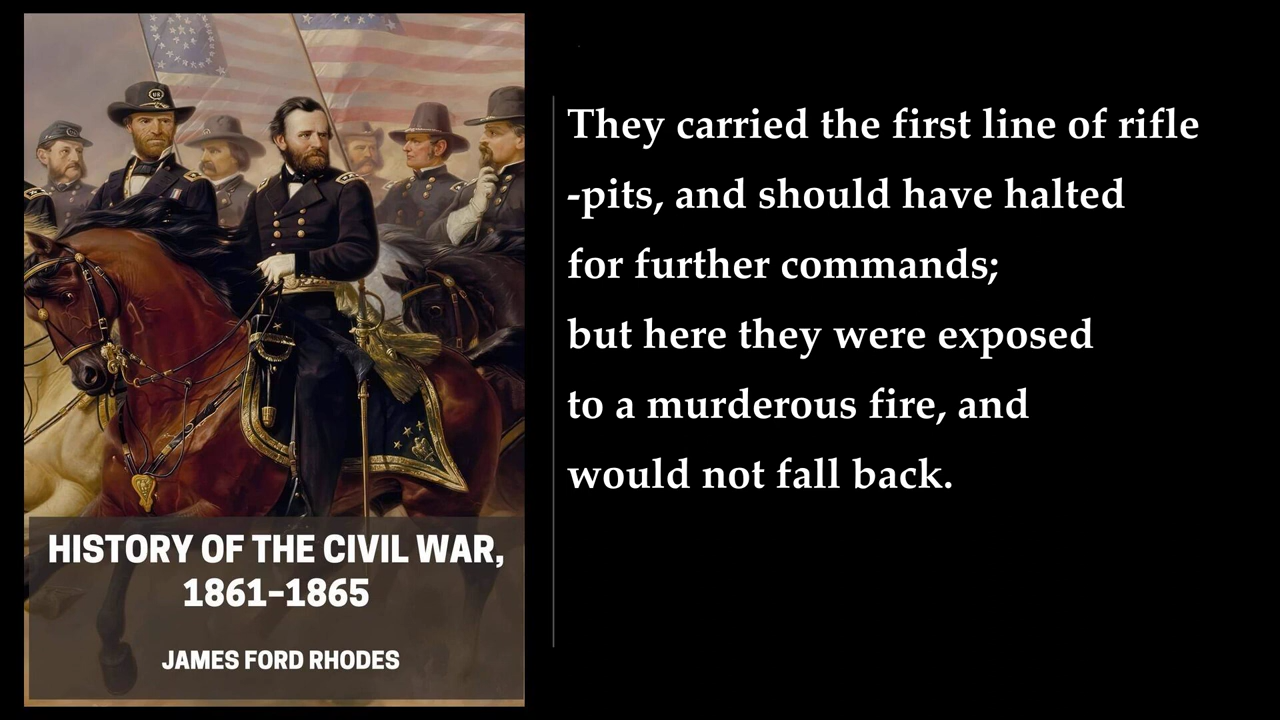 They carried the first line of rifle
-pits, and should have halted
for further commands;
but here they were exposed
to a murderous fire, and
would not fall back.
HISTORY OF THE CIVIL WAR,
1861–1865
JAMES FORD RHODES